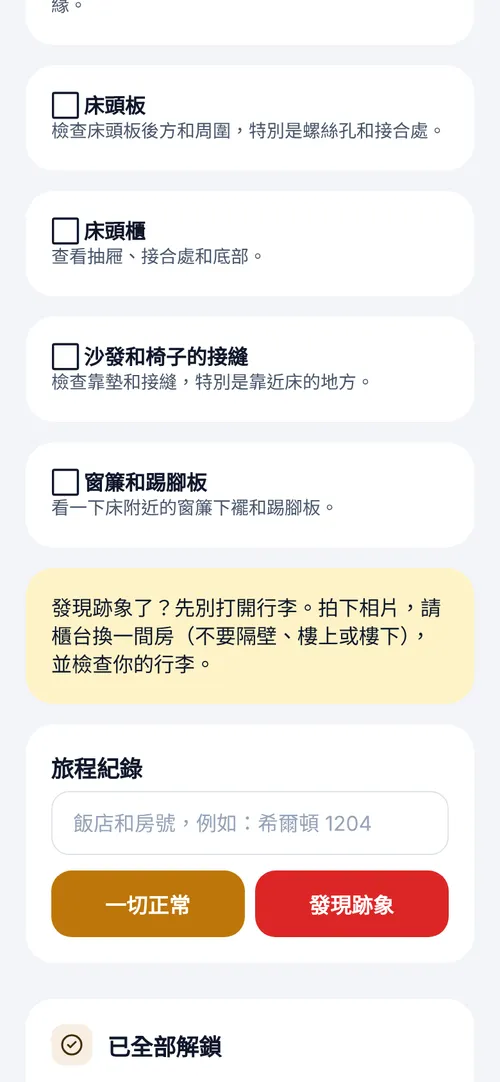 緣。
床頭板
檢查床頭板後方和周圍，特別是螺絲孔和接合處。
床頭櫃
查看抽屜、接合處和底部。
沙發和椅子的接縫
檢查靠墊和接縫，特別是靠近床的地方。
窗簾和踢腳板
看一下床附近的窗簾下襬和踢腳板。
發現跡象了？先別打開行李。拍下相片，請
櫃台換一間房（不要隔壁、樓上或樓下），
並檢查你的行李。
旅程紀錄
飯店和房號，例如：希爾頓 1204
一切正常
發現跡象
已全部解鎖